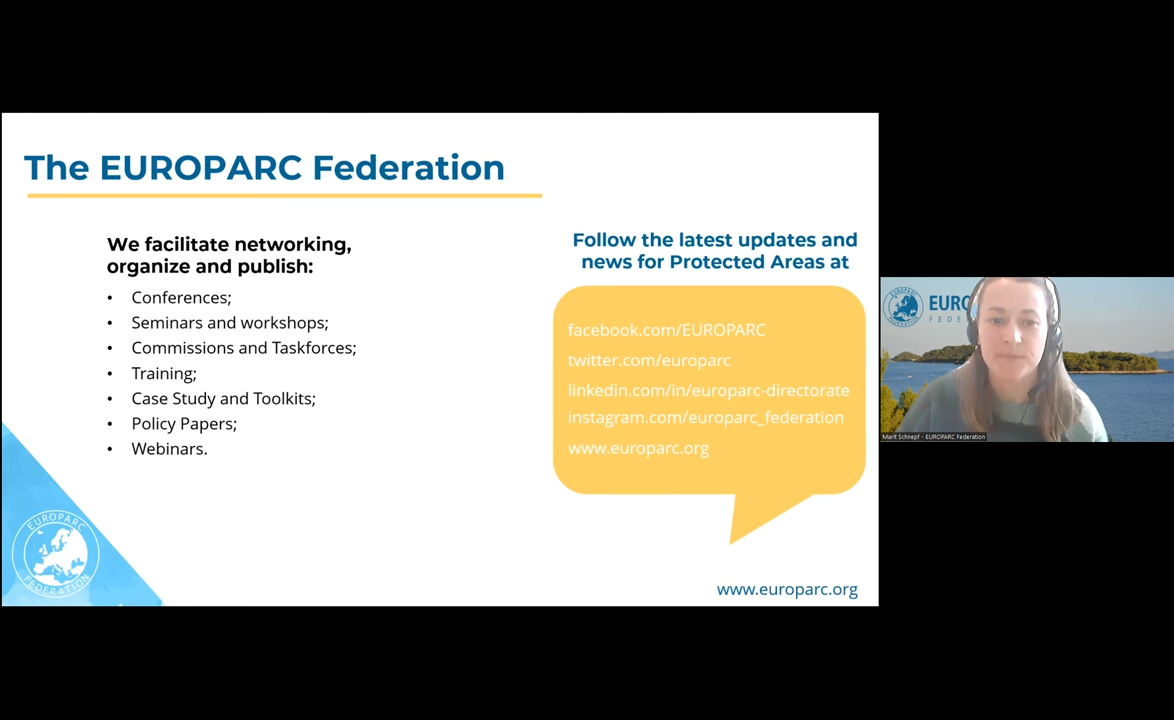 The EUROPARC Federation
We facilitate networking,
organize and publish:
• Conferences;
• Seminars and workshops;
• Commissions and Taskforces;
• Training;
• Case Study and Toolkits;
• Policy Papers;
• Webinars.
Follow the latest updates and
news for Protected Areas at
facebook.com/EUROPARC
twitter.com/europarc
linkedin.com/in/europarc-directorate
instagram.com/europarc_federation
www.europarc.org
EUROPARC
FEDERATION
www.europarc.org
EURO
FEDE
Marit Schnepf - EUROPARC Federation